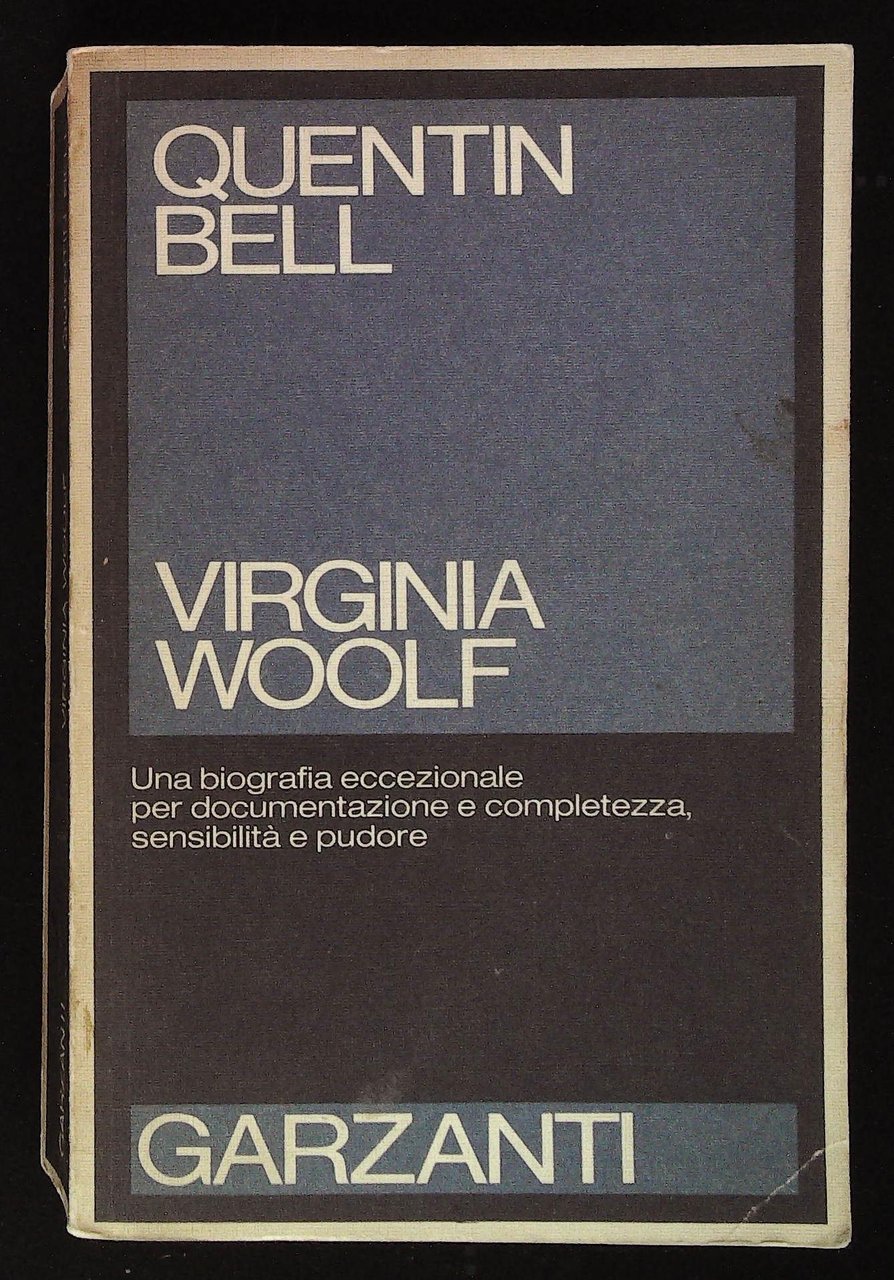 QUENTIN
BELL
VIRGINIA
WOOLF
Una biografia eccezionale
per documentazione e completezza,
sensibilità e pudore
GARZANTI